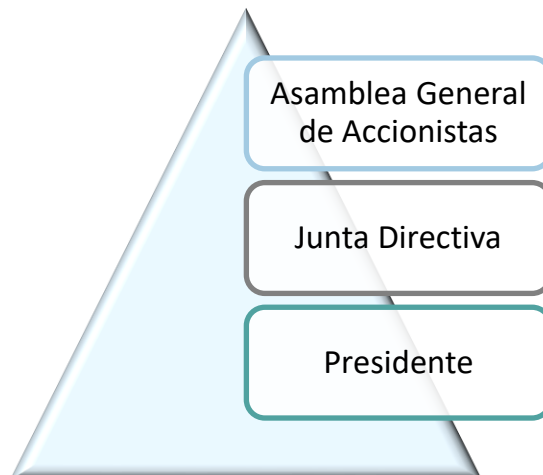 Asamblea General
de Accionistas
Junta Directiva
Presidente